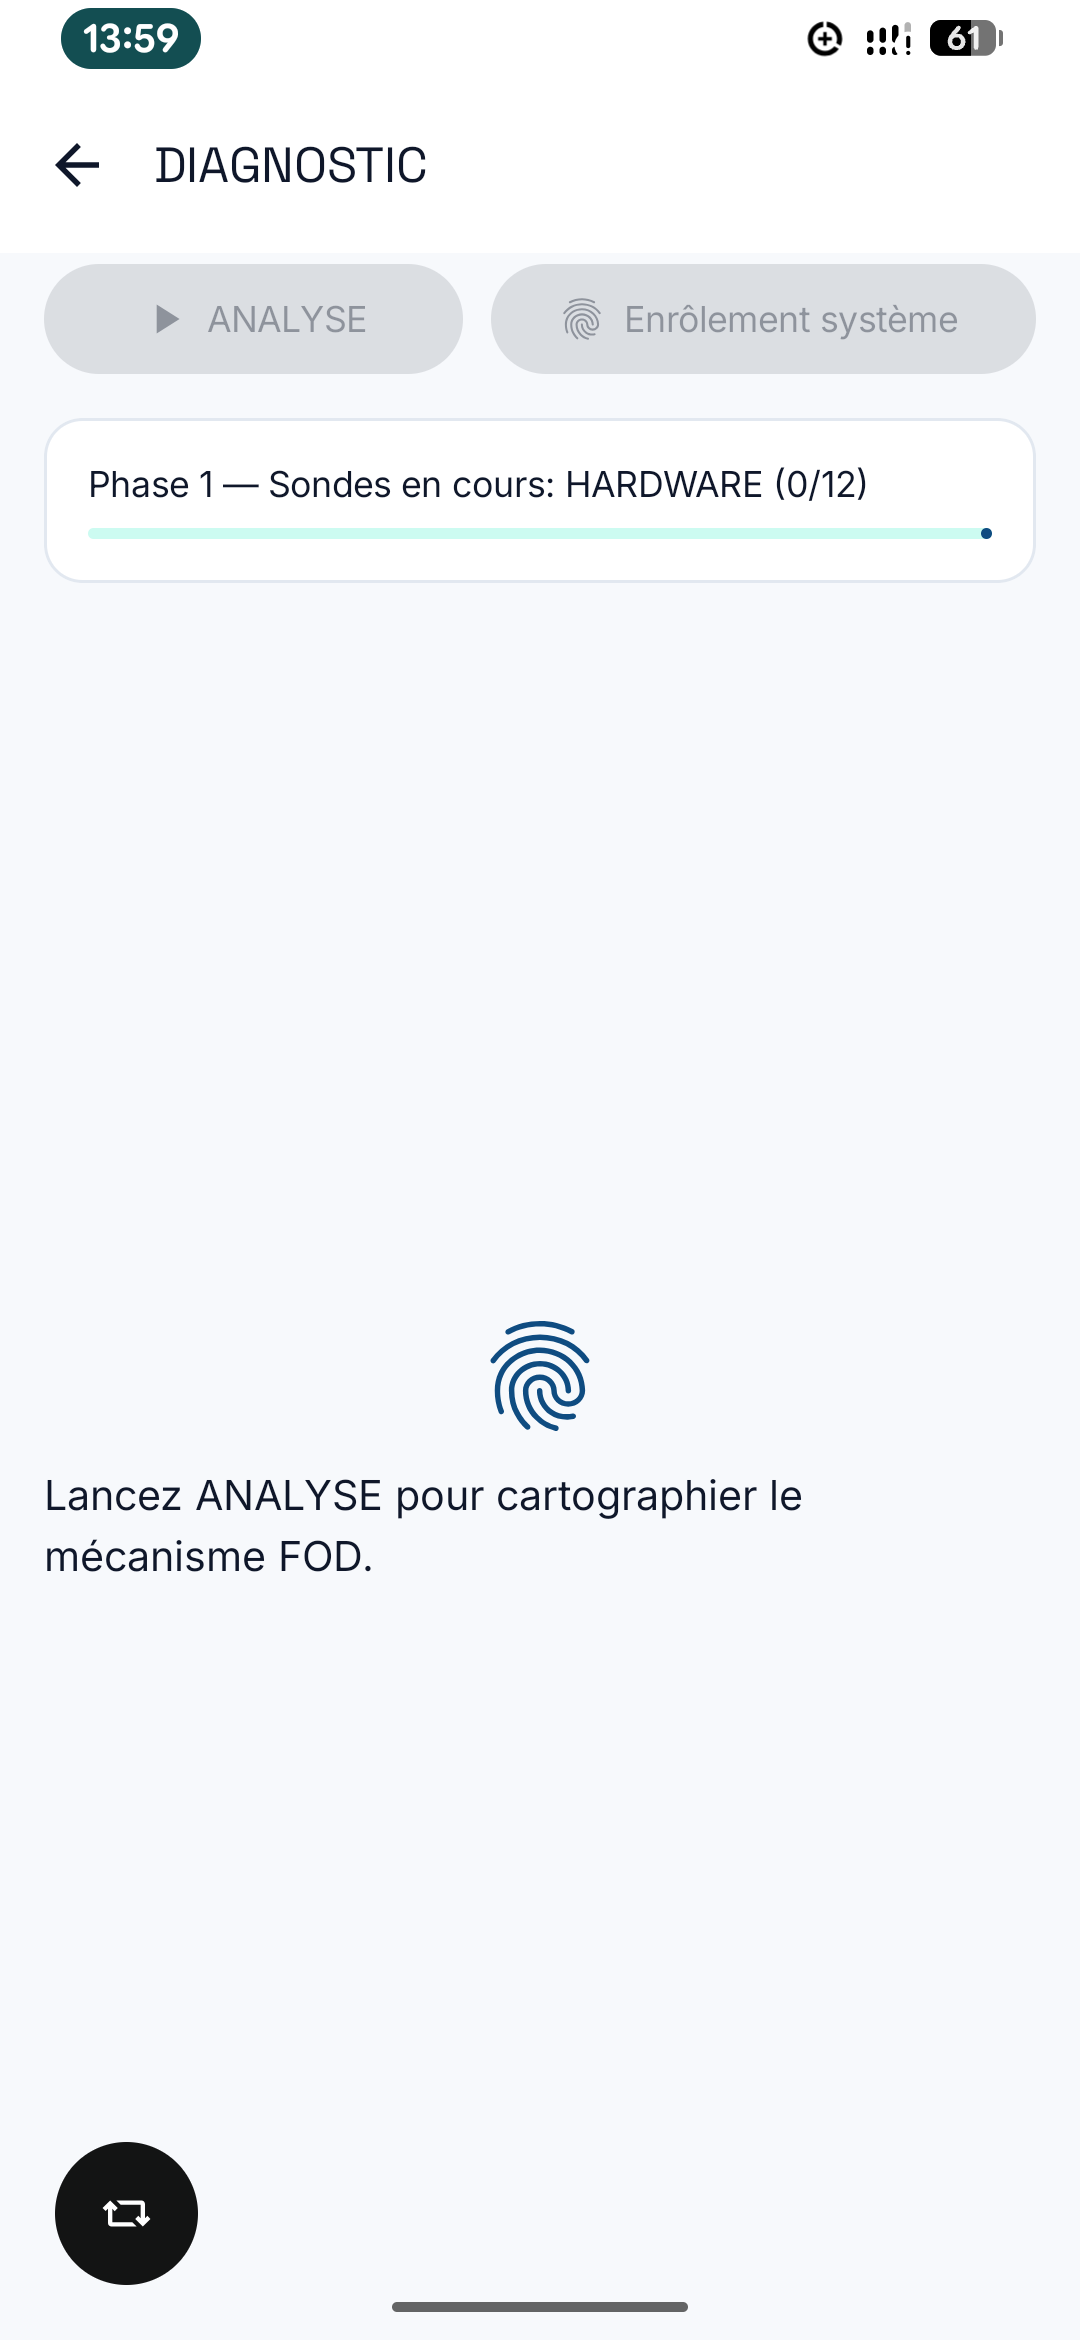 13:59
61
DIAGNOSTIC
ANALYSE
Enrôlement système
Phase 1 — Sondes en cours: HARDWARE (0/12)
Lancez ANALYSE pour cartographier le
mécanisme FOD.